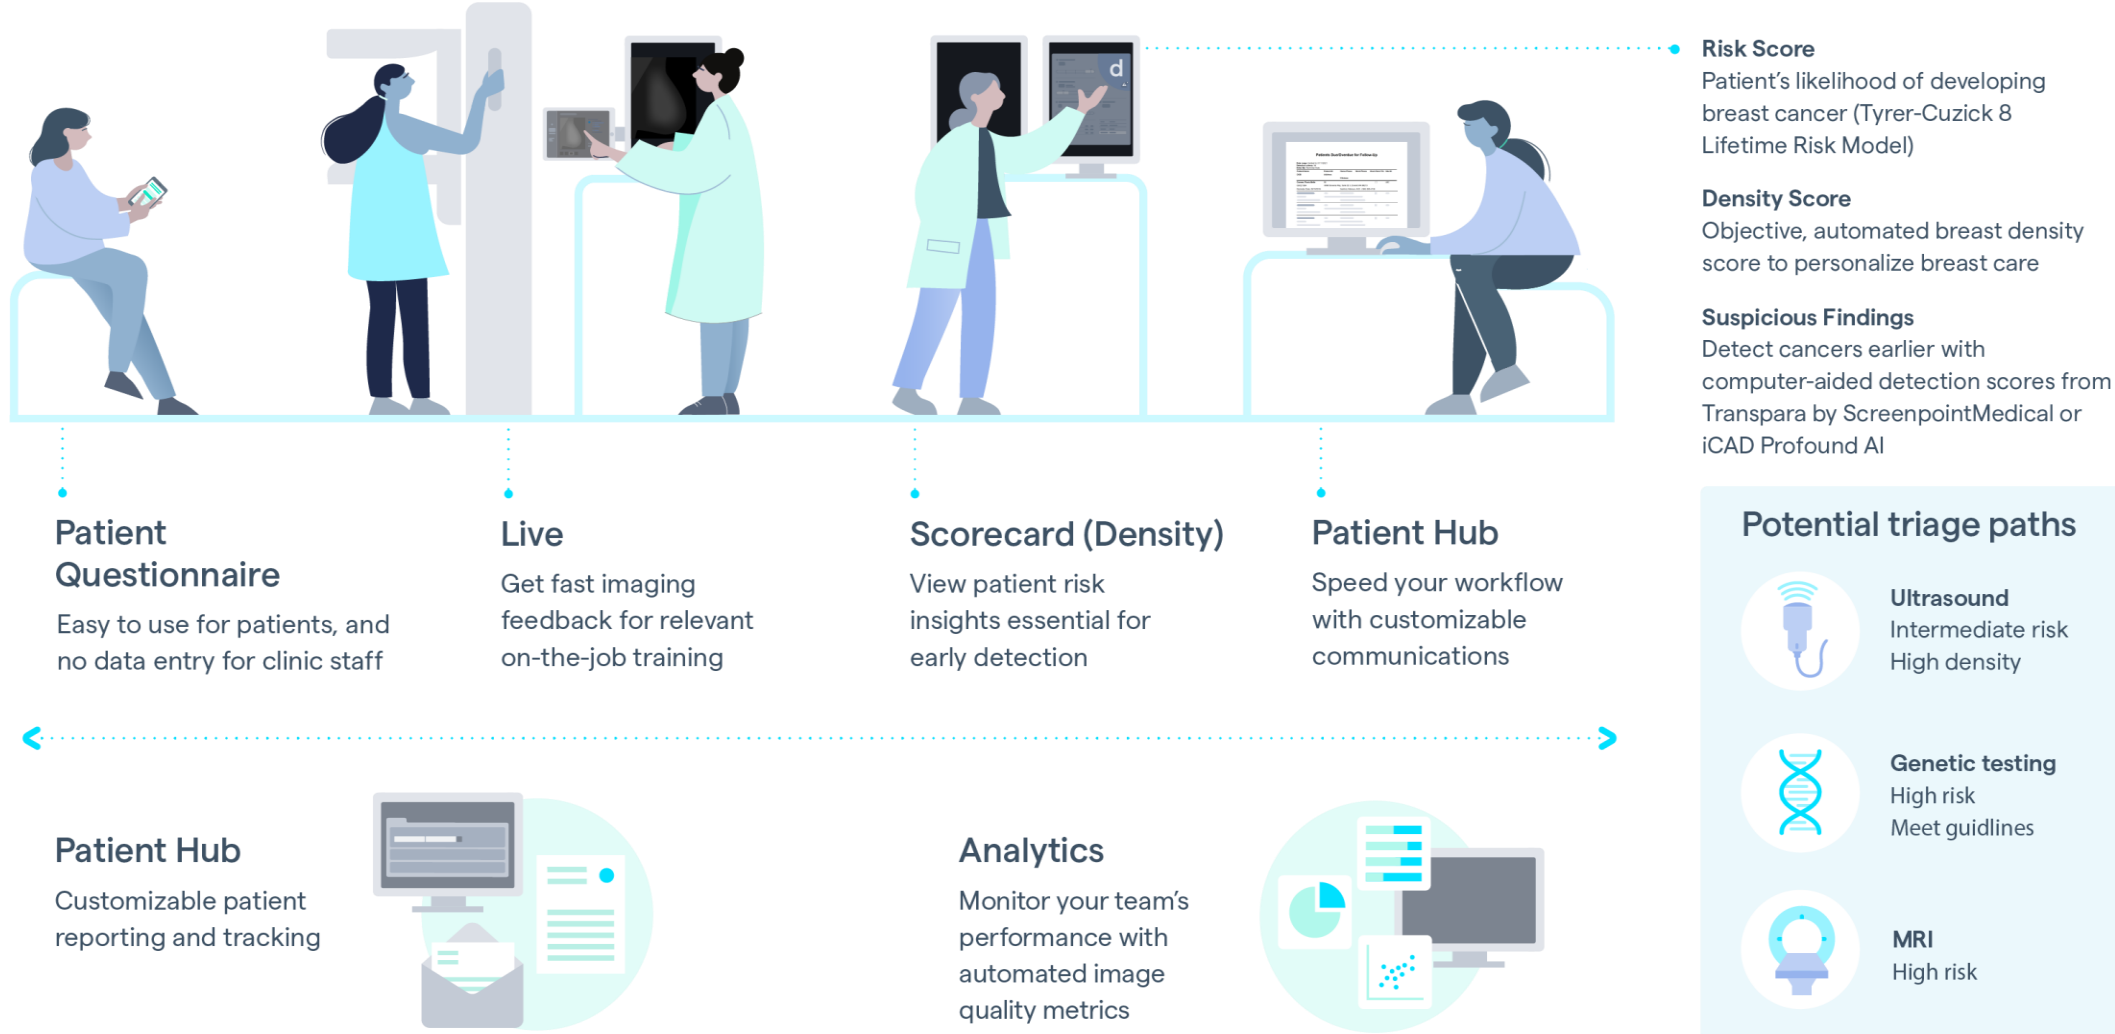 d
Patients Due/Overdue for Follow-Up
Risk Score
Patient's likelihood of developing
breast cancer (Tyrer-Cuzick 8
Lifetime Risk Model)
Density Score
Objective, automated breast density
score to personalize breast care
Suspicious Findings
Detect cancers earlier with
computer-aided detection scores from
Transpara by ScreenpointMedical or
iCAD Profound AI
Patient
Questionnaire
Easy to use for patients, and
no data entry for clinic staff
Live
Get fast imaging
feedback for relevant
on-the-job training
Scorecard (Density)
View patient risk
insights essential for
early detection
Patient Hub
Speed your workflow
with customizable
communications
Patient Hub
Customizable patient
reporting and tracking
Analytics
Monitor your team's
performance with
automated image
quality metrics
Potential triage paths
Ultrasound
Intermediate risk
High density
Genetic testing
High risk
Meet guidlines
MRI
High risk